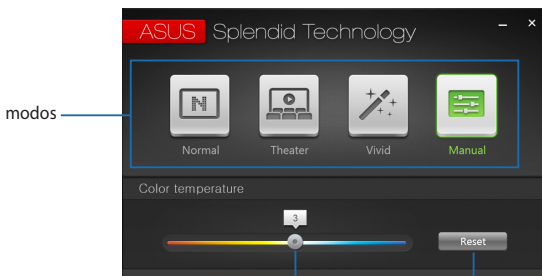 ASUS Splendid Technology
modos
Normal Theater Vivid Manual
Color temperature
3
Reset